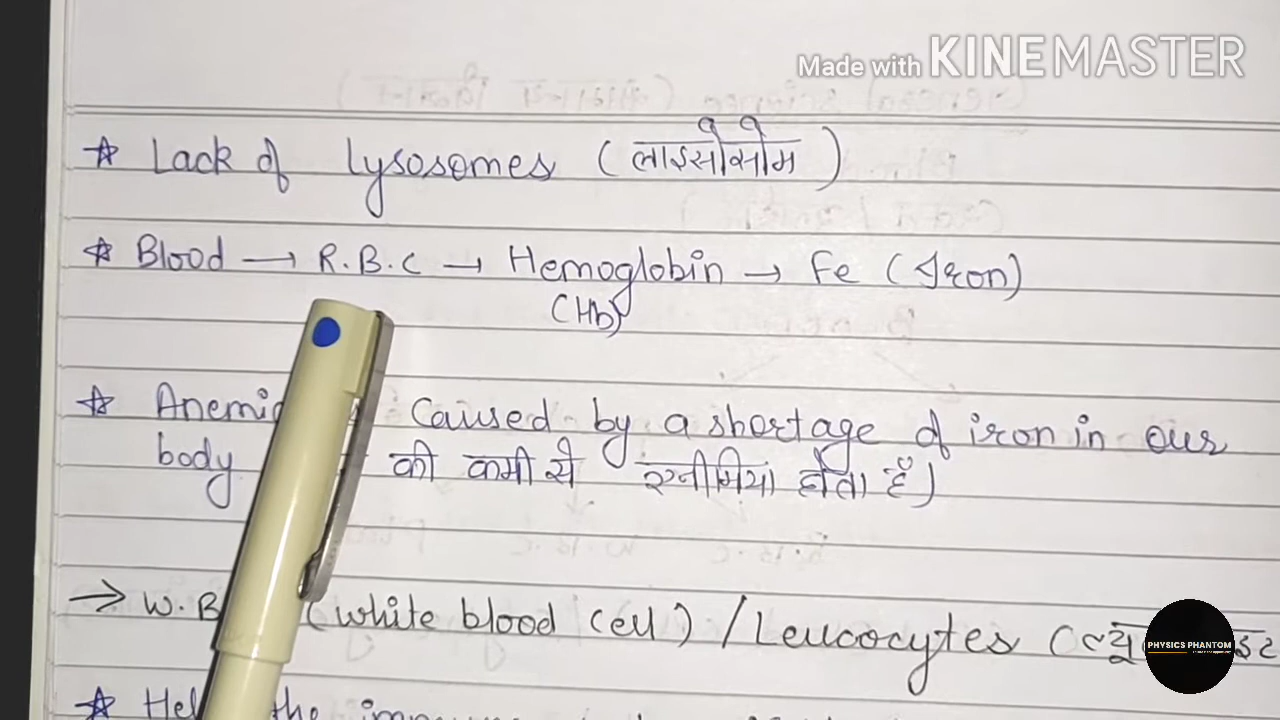 Made with KINEMASTER
☆ Lack of Lysosomes (लाइसोसोम)
☆ Blood → R.B.C → Hemoglobin → Fe (Iron)
(Hb)
☆ Caused by a shortage of iron in our
body की कमी से एनीमिया होता है।
→ (White blood Cell) / Leucocytes
PHYSICS PHANTOM
☆ the